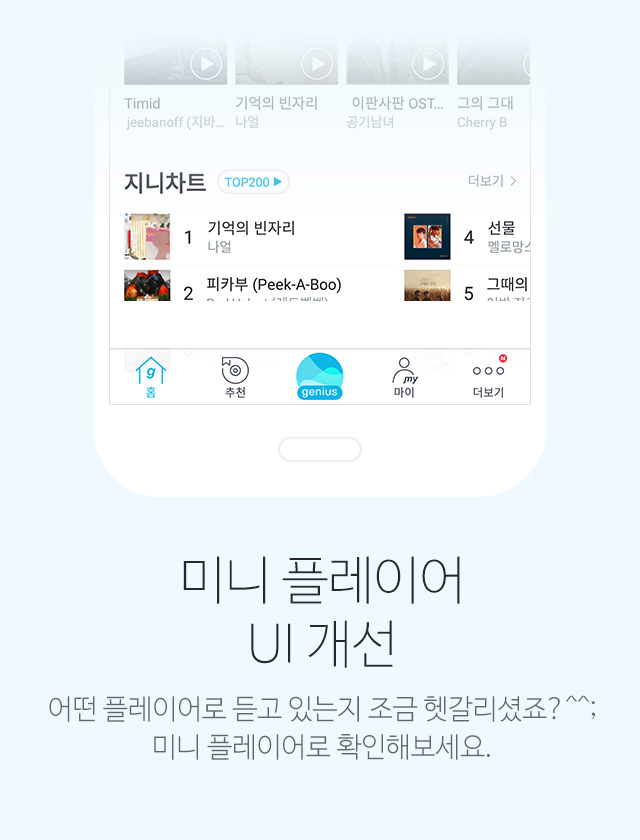 Timid
기억의 빈자리
이판사판 OST...
그의 그대
jeebanoff (지바...
나얼
공기남녀
Cherry B
지니차트 TOP200 ▶ 더보기 >
1 기억의 빈자리
나얼
4 선물
멜로망스
2 피카부 (Peek-A-Boo)
5 그때의
홈
추천
genius
my
마이
N
더보기
미니 플레이어
UI 개선
어떤 플레이어로 듣고 있는지 조금 헷갈리셨죠?^^;
미니 플레이어로 확인해보세요.